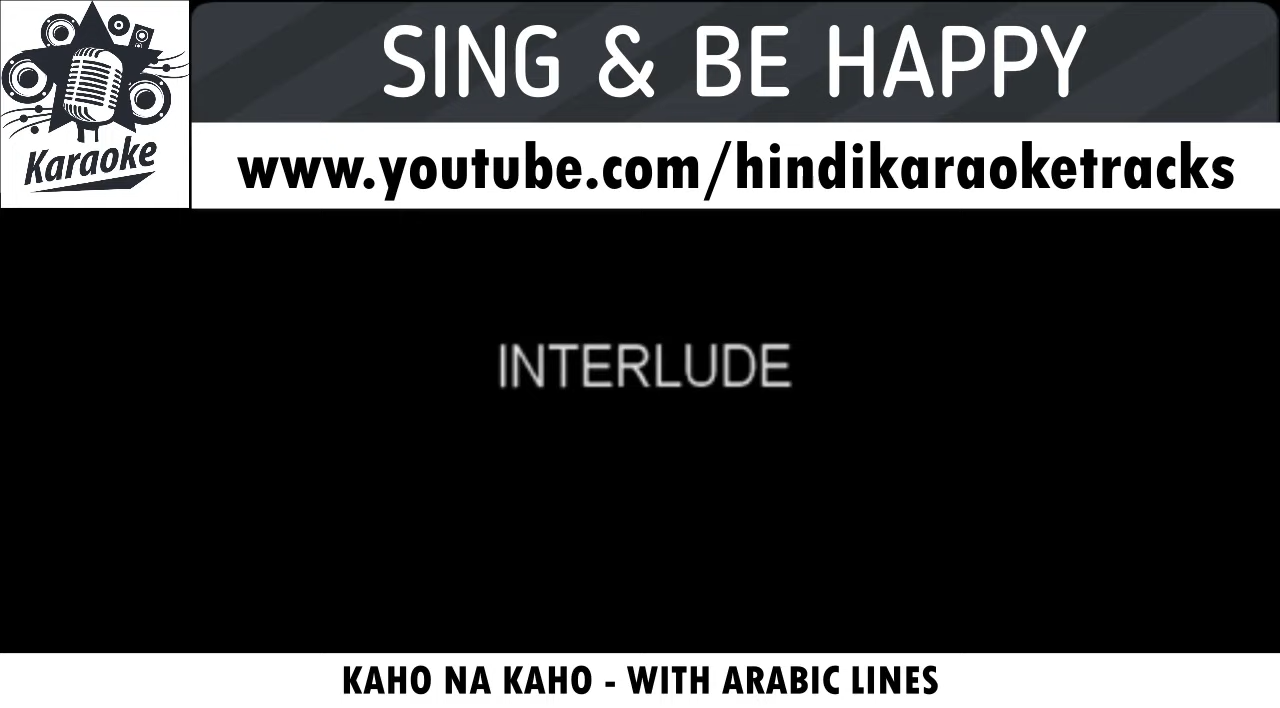 SING & BE HAPPY
Karaoke
www.youtube.com/hindikaraoketracks
INTERLUDE
KAHO NA KAHO - WITH ARABIC LINES